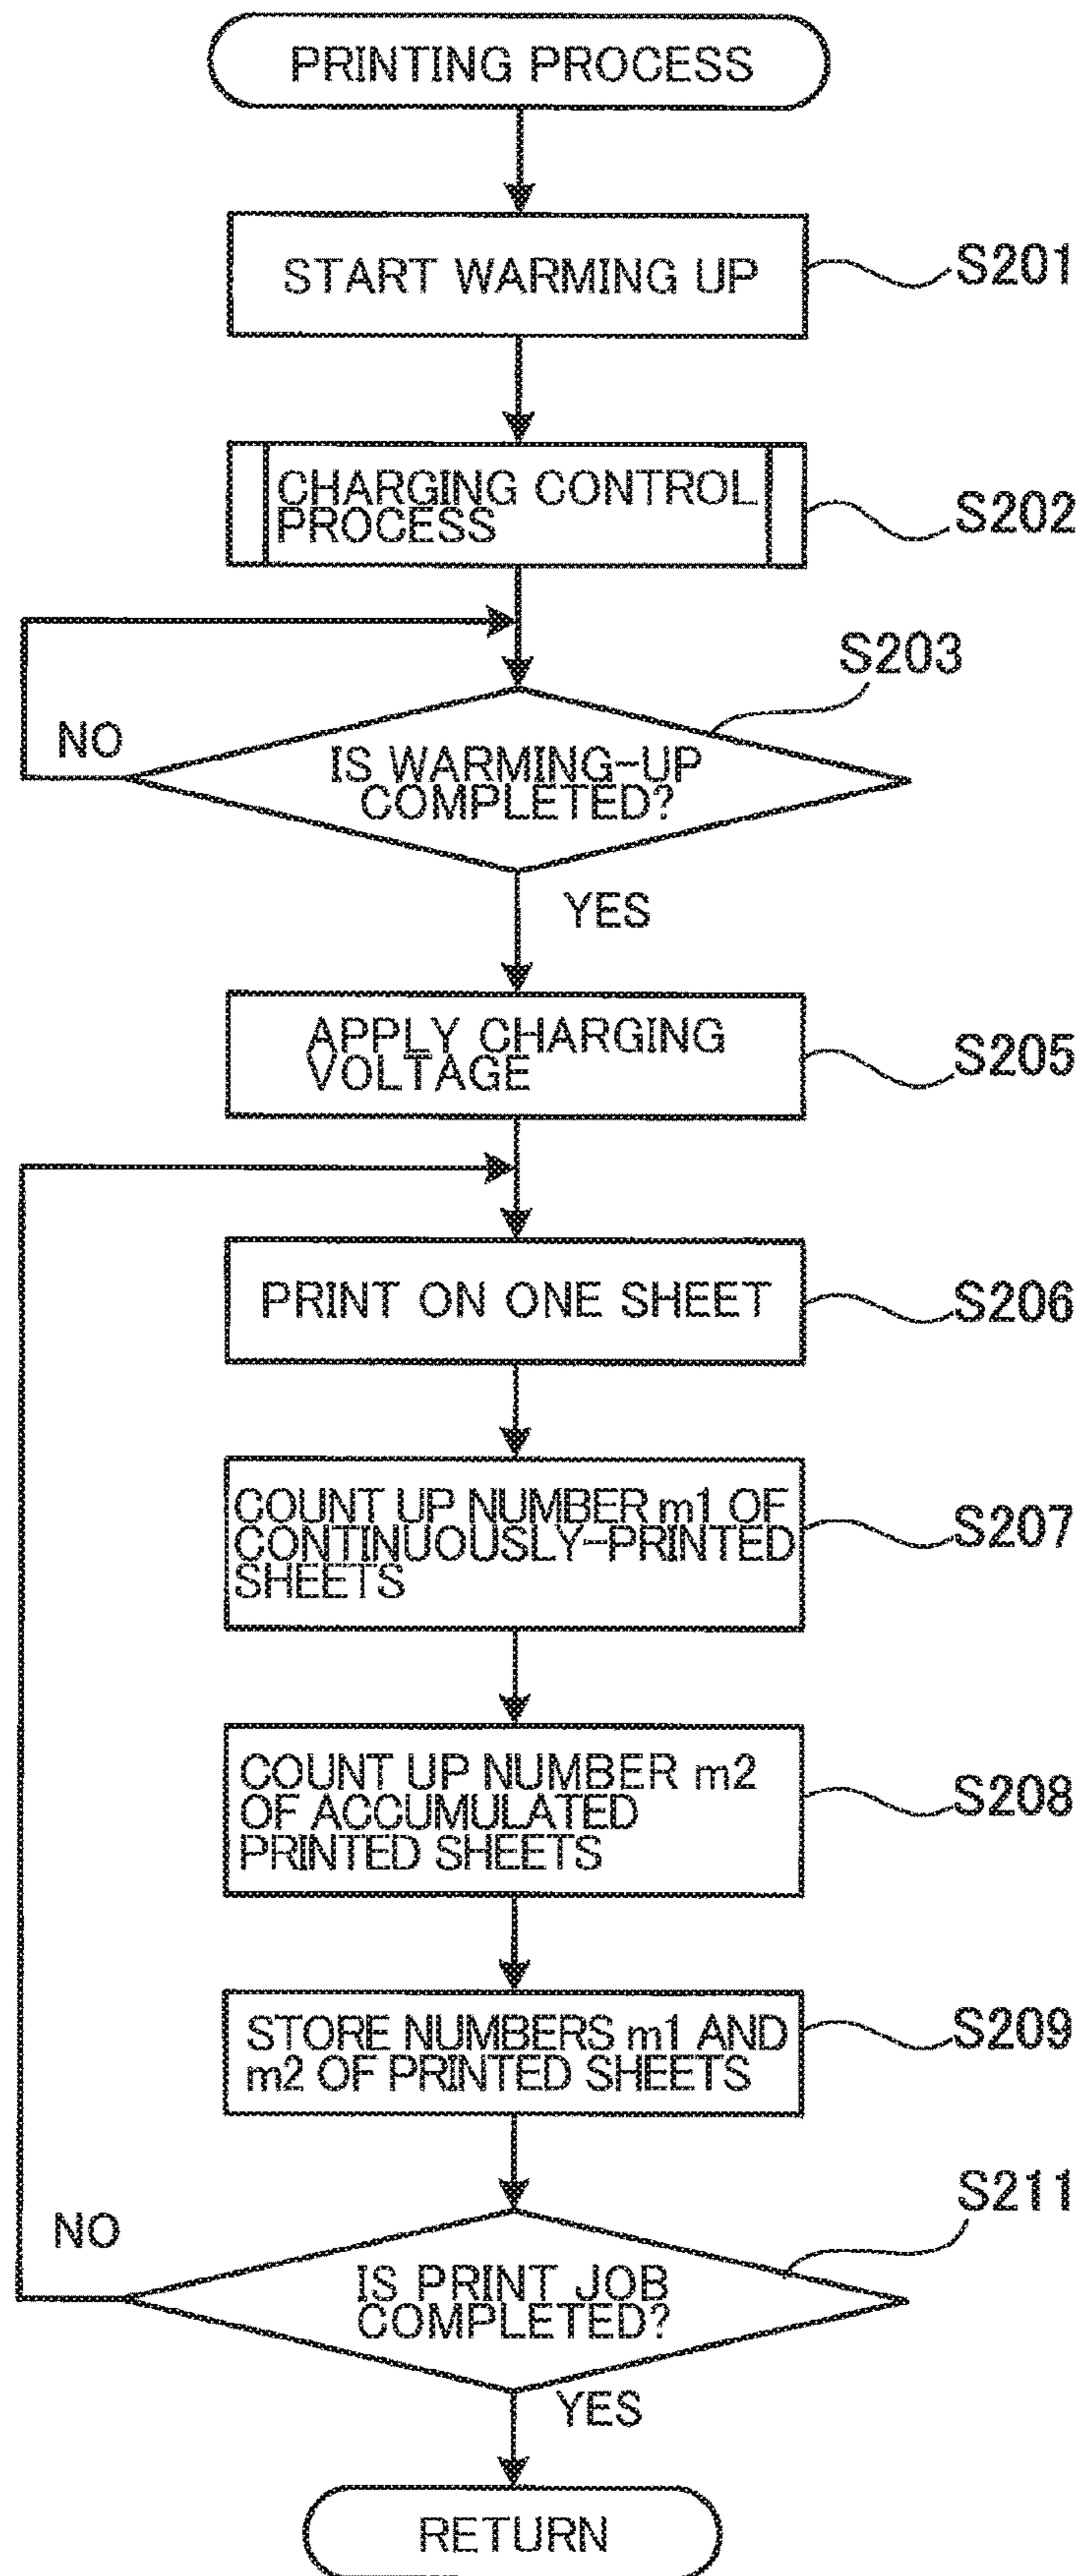 PRINTING PROCESS
START WARMING UP
S201
CHARGING CONTROL
PROCESS
S202
S203
NO
IS WARMING-UP
COMPLETED?
YES
APPLY CHARGING
VOLTAGE
S205
PRINT ON ONE SHEET
S206
COUNT UP NUMBER m1 OF
CONTINUOUSLY-PRINTED
SHEETS
S207
COUNT UP NUMBER m2
OF ACCUMULATED
PRINTED SHEETS
S208
STORE NUMBERS m1 AND
m2 OF PRINTED SHEETS
S209
S211
NO
IS PRINT JOB
COMPLETED?
YES
RETURN